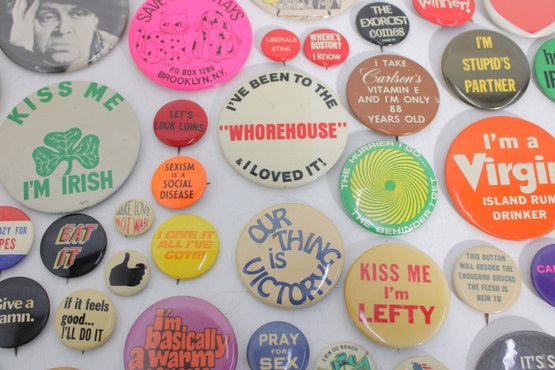 SAVE
PO BOX 1286
BROOKLYN, N.Y.
THE
EXORCIST
comes
Winner!
LIBERALS
STINK
WHERE'S
BOSTON?
I know
I'M
STUPID'S
PARTNER
KISS ME
I'M IRISH
LET'S
LOCK LOINS
I'VE BEEN TO THE
"WHOREHOUSE"
& I LOVED IT!
I TAKE
Carlson's
VITAMIN E
AND I'M ONLY
88
YEARS OLD
THE HURRIER I GO...
THE BEHINDER I GET
I'm a
Virgin
ISLAND RUM
DRINKER
SEXISM
IS A
SOCIAL
DISEASE
MAKE LOVE
NOT WAR
EAT
IT
I GIVE IT
ALL I'VE
GOT!!
OUR
THING
is
VICTORY
KISS ME
I'm
LEFTY
THIS BUTTON
WILL ABSORB THE
THOUSAND SHOCKS
THE FLESH IS
HEIR TO
Give a
damn.
if it feels
good...
I'LL DO IT
I'm
basically
a warm
PRAY
FOR
SEX
ERIN GO BRAGH
IT'S